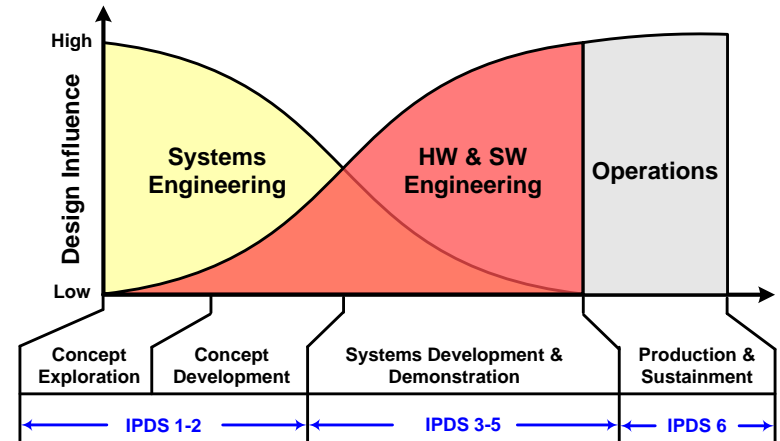 High
Design Influence
Low
Systems
Engineering
HW & SW
Engineering
Operations
Concept
Exploration
Concept
Development
Systems Development &
Demonstration
Production &
Sustainment
IPDS 1-2
IPDS 3-5
IPDS 6